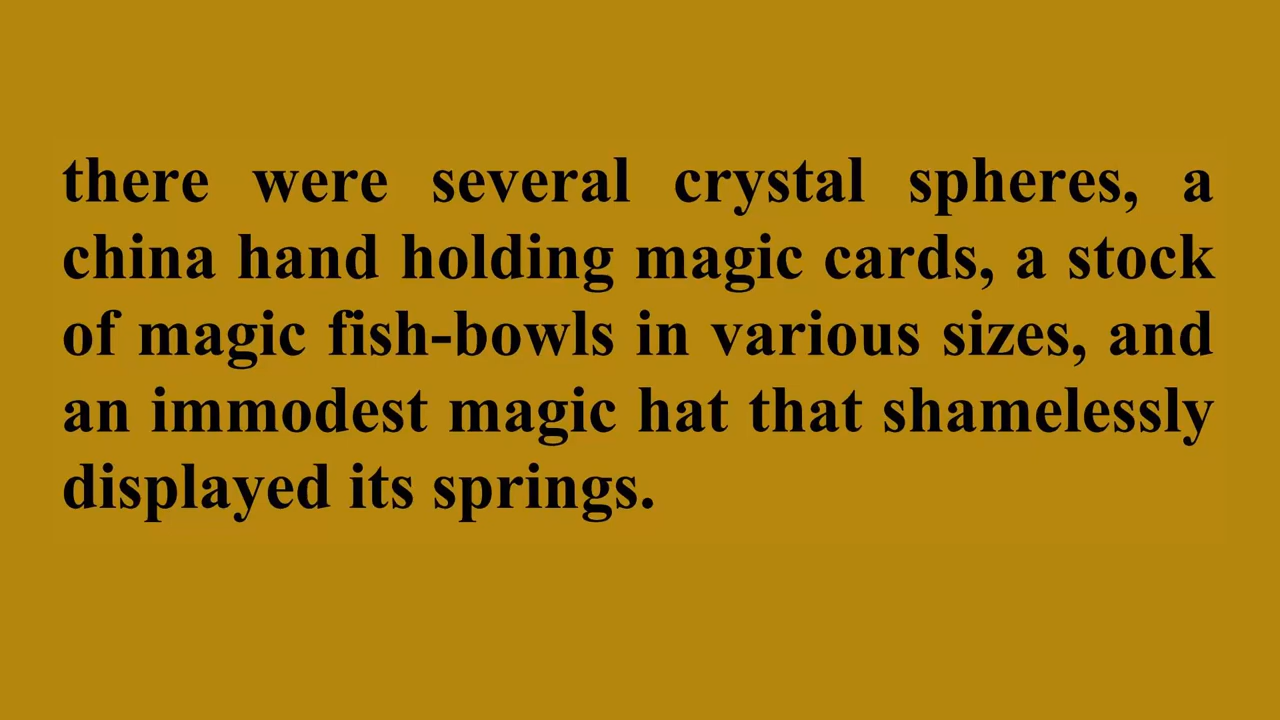 there were several crystal spheres, a
china hand holding magic cards, a stock
of magic fish-bowls in various sizes, and
an immodest magic hat that shamelessly
displayed its springs.